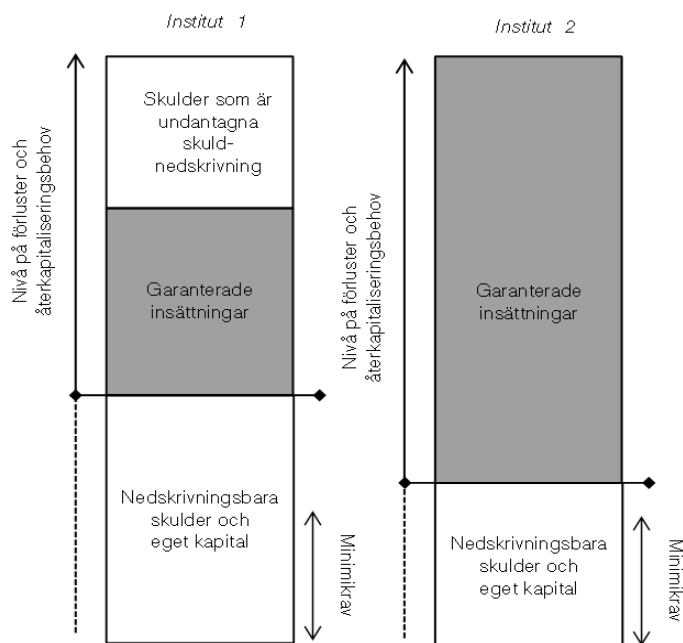 Institut 1
Nivå på förluster och
återkapitaliseringsbehov
Skulder som är
undantagna
skuld-
nedskrivning
Garanterade
insättningar
Nedskrivningsbara
skulder och
eget kapital
Minimikrav
Institut 2
Nivå på förluster och
återkapitaliseringsbehov
Garanterade
insättningar
Nedskrivningsbara
skulder och
eget kapital
Minimikrav